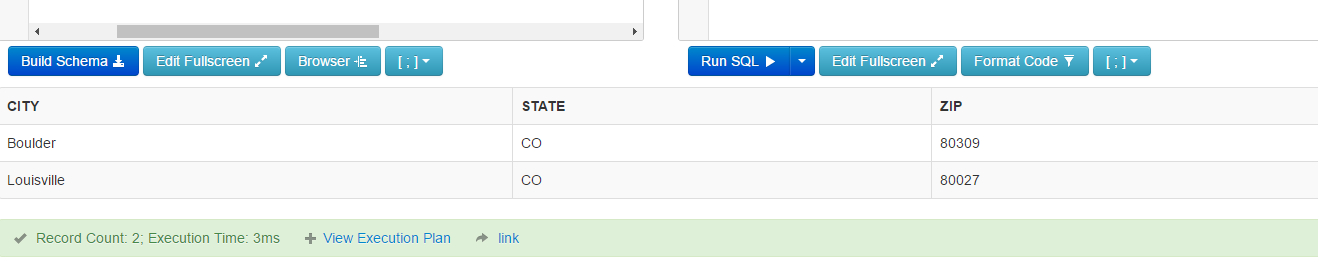 Build Schema Edit Fullscreen Browser [ ; ] Run SQL Edit Fullscreen Format Code [ ; ]
CITY STATE ZIP
Boulder CO 80309
Louisville CO 80027
Record Count: 2; Execution Time: 3ms View Execution Plan link